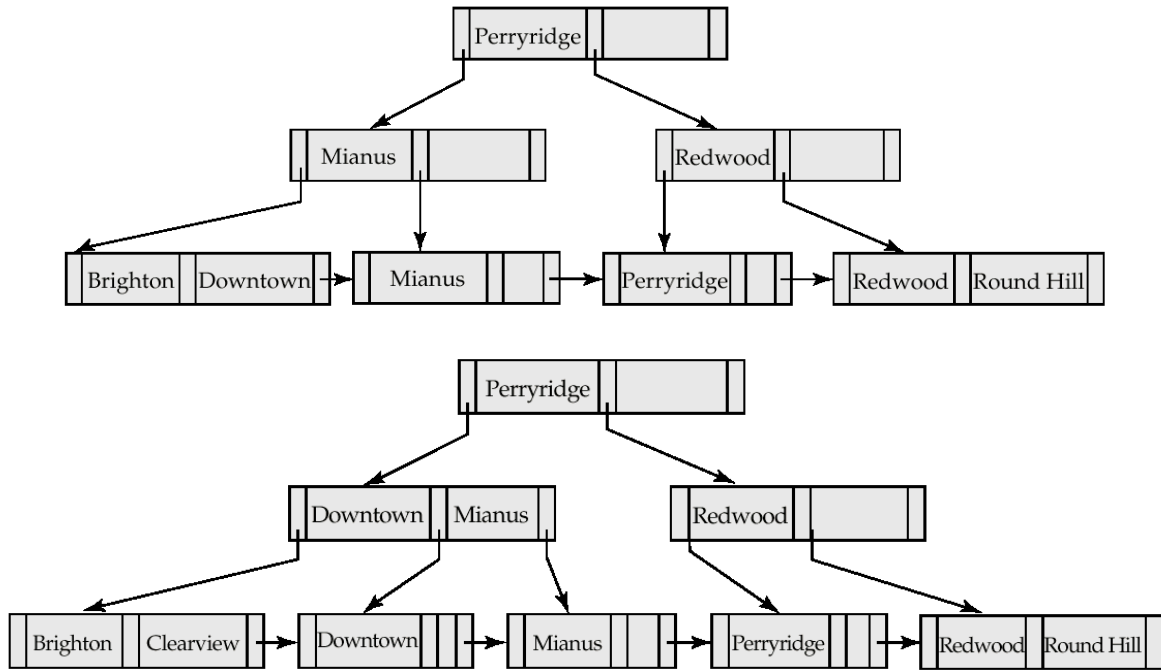 Perryridge
Mianus Redwood
Brighton Downtown Mianus Perryridge Redwood Round Hill
Perryridge
Downtown Mianus Redwood
Brighton Clearview Downtown Mianus Perryridge Redwood Round Hill